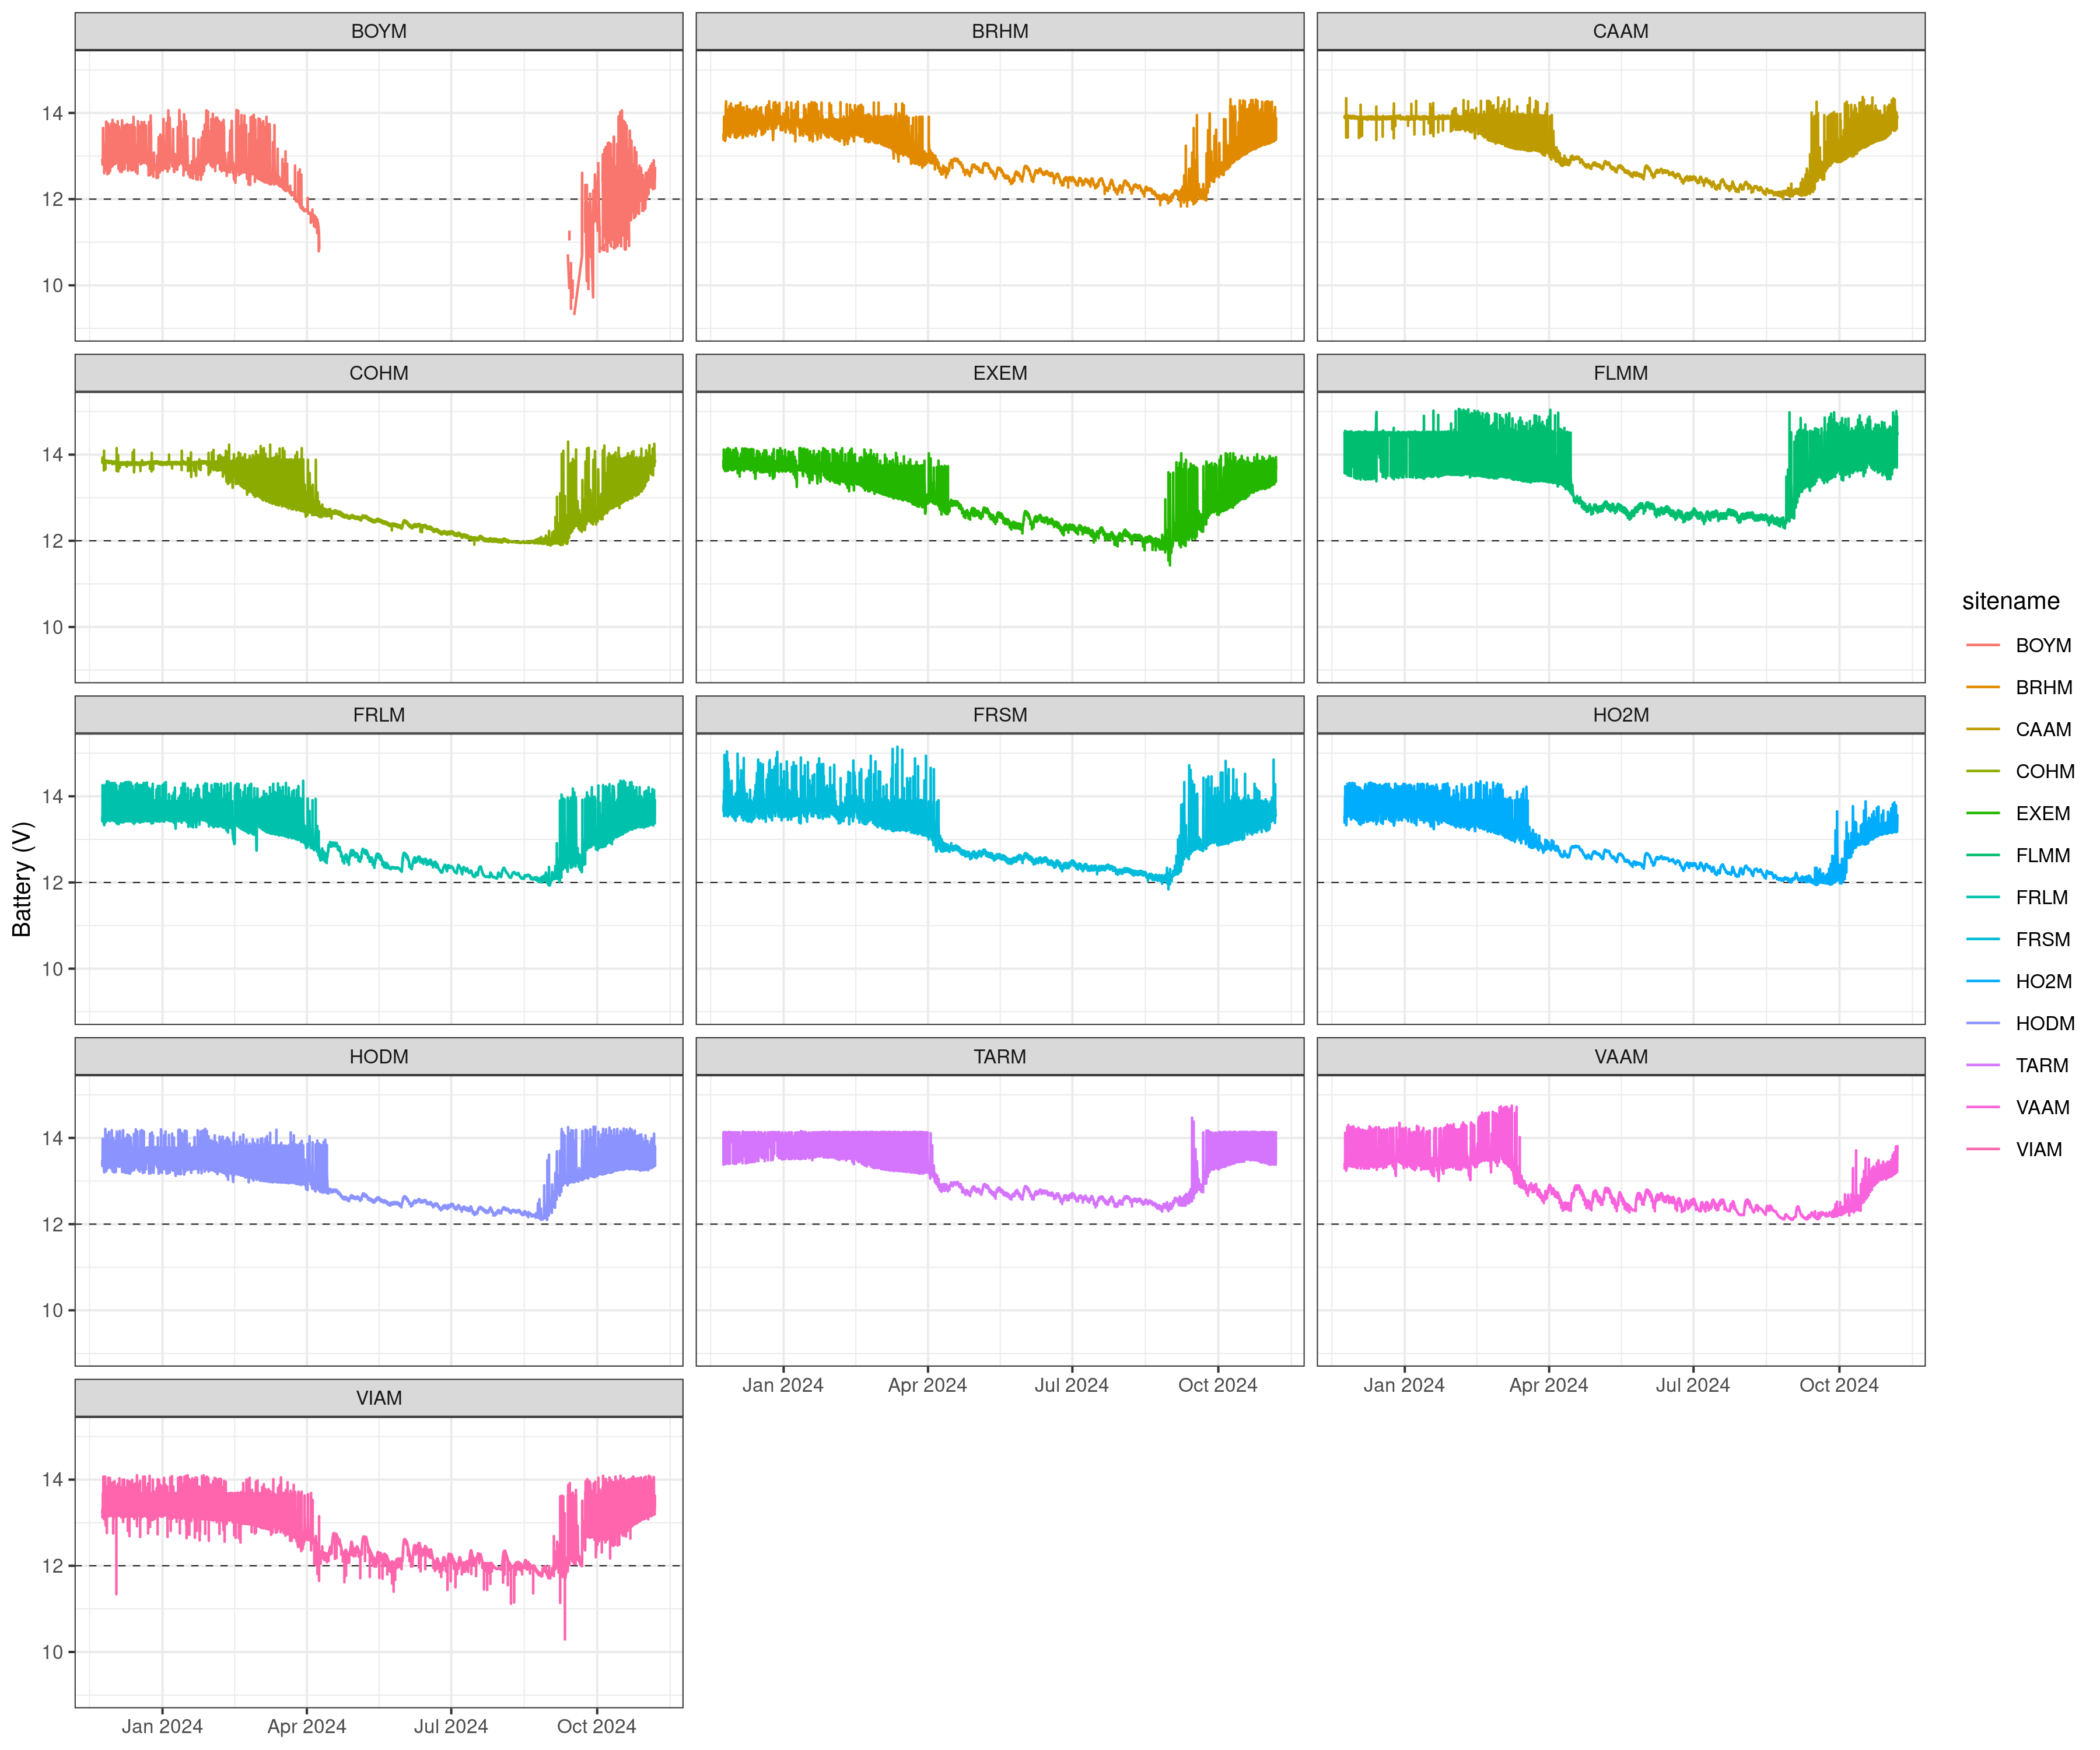 BOYM
BRHM
CAAM
14
12
10
COHM
EXEM
FLMM
14
12
10
FRLM
FRSM
HO2M
14
12
10
HODM
TARM
VAAM
14
12
10
Jan 2024
Apr 2024
Jul 2024
Oct 2024
Jan 2024
Apr 2024
Jul 2024
Oct 2024
VIAM
14
12
10
Jan 2024
Apr 2024
Jul 2024
Oct 2024
Battery (V)
sitename
BOYM
BRHM
CAAM
COHM
EXEM
FLMM
FRLM
FRSM
HO2M
HODM
TARM
VAAM
VIAM